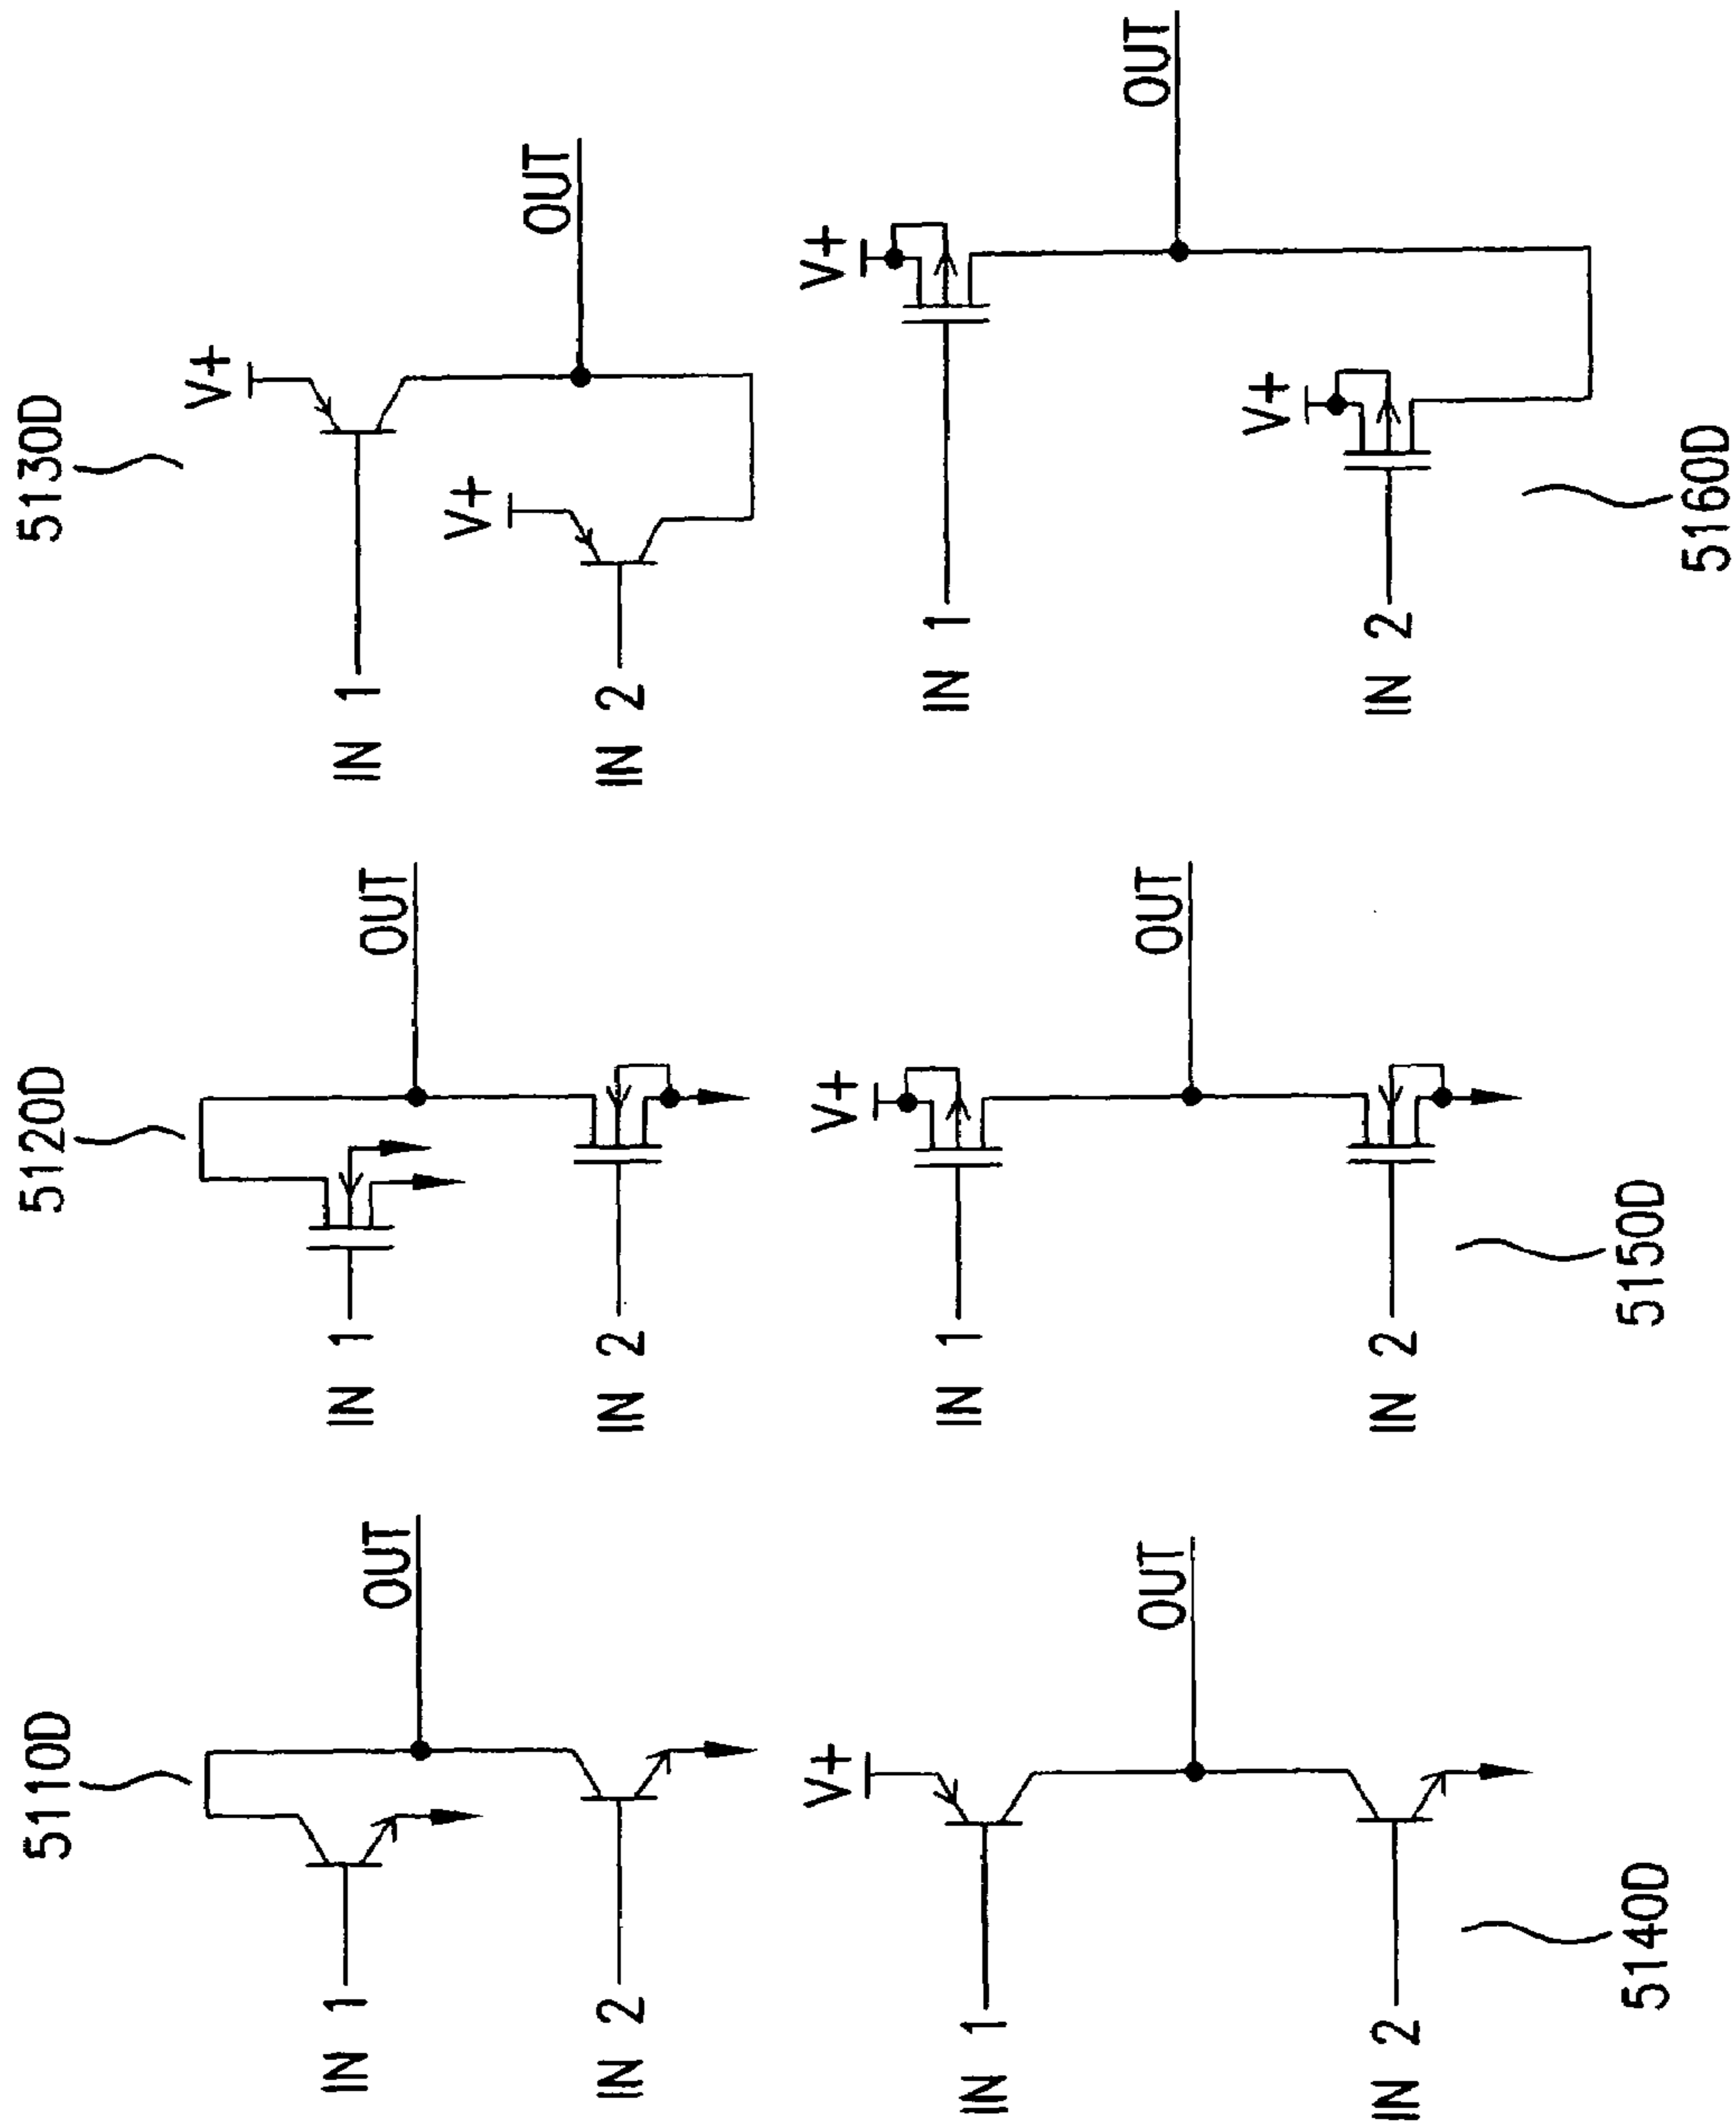 5110D
IN 1
IN 2
OUT
5120D
IN 1
IN 2
OUT
5130D
V+
V+
IN 1
IN 2
OUT
5140D
V+
IN 1
IN 2
OUT
5150D
V+
IN 1
IN 2
OUT
5160D
V+
V+
IN 1
IN 2
OUT